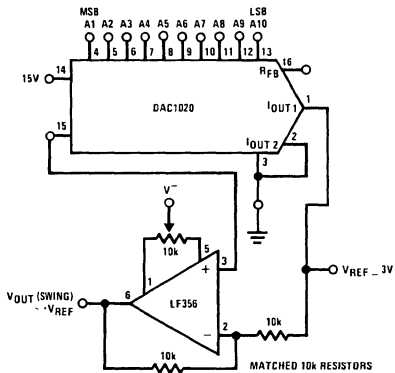 MSB LSB
A1 A2 A3 A4 A5 A6 A7 A8 A9 A10
4 5 6 7 8 9 10 11 12 13
15V 14
DAC1020
RFB 16
IOUT 1 1
15
IOUT 2 2
3
V−
10k
1 5
+ 3
VOUT (SWING) 6
VREF
LF356
VREF - 3V
10k
− 2
10k
MATCHED 10k RESISTORS